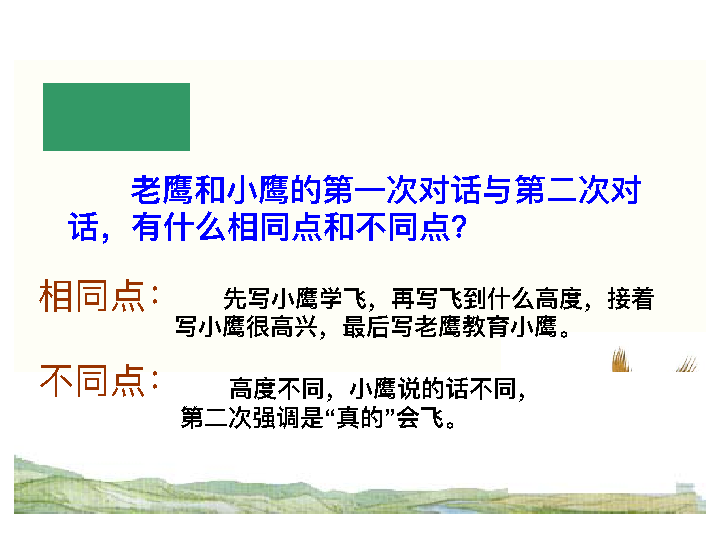 老鹰和小鹰的第一次对话与第二次对
话，有什么相同点和不同点？
相同点：
先写小鹰学飞，再写飞到什么高度，接着
写小鹰很高兴，最后写老鹰教育小鹰。
不同点：
高度不同，小鹰说的话不同，
第二次强调是“真的”会飞。